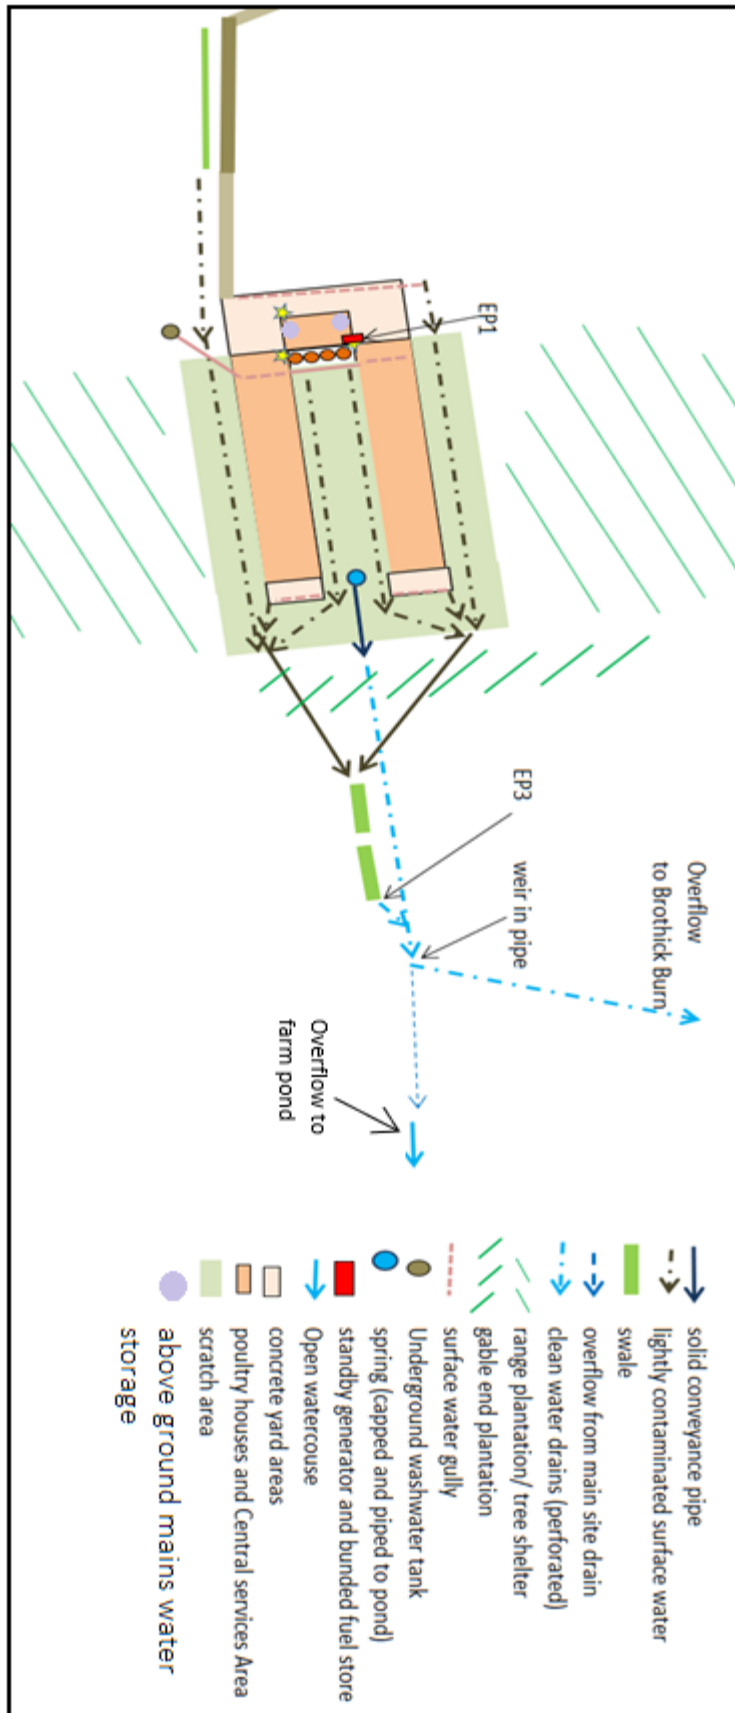 EP1
EP3
weir in pipe
Overflow
to Brothick Burn
Overflow to
farm pond
solid conveyance pipe
lightly contaminated surface water
swale
overflow from main site drain
clean water drains (perforated)
range plantation/ tree shelter
gable end plantation
surface water gully
Underground washwater tank
spring (capped and piped to pond)
standby generator and bunded fuel store
Open watercouse
concrete yard areas
poultry houses and Central services Area
scratch area
above ground mains water
storage